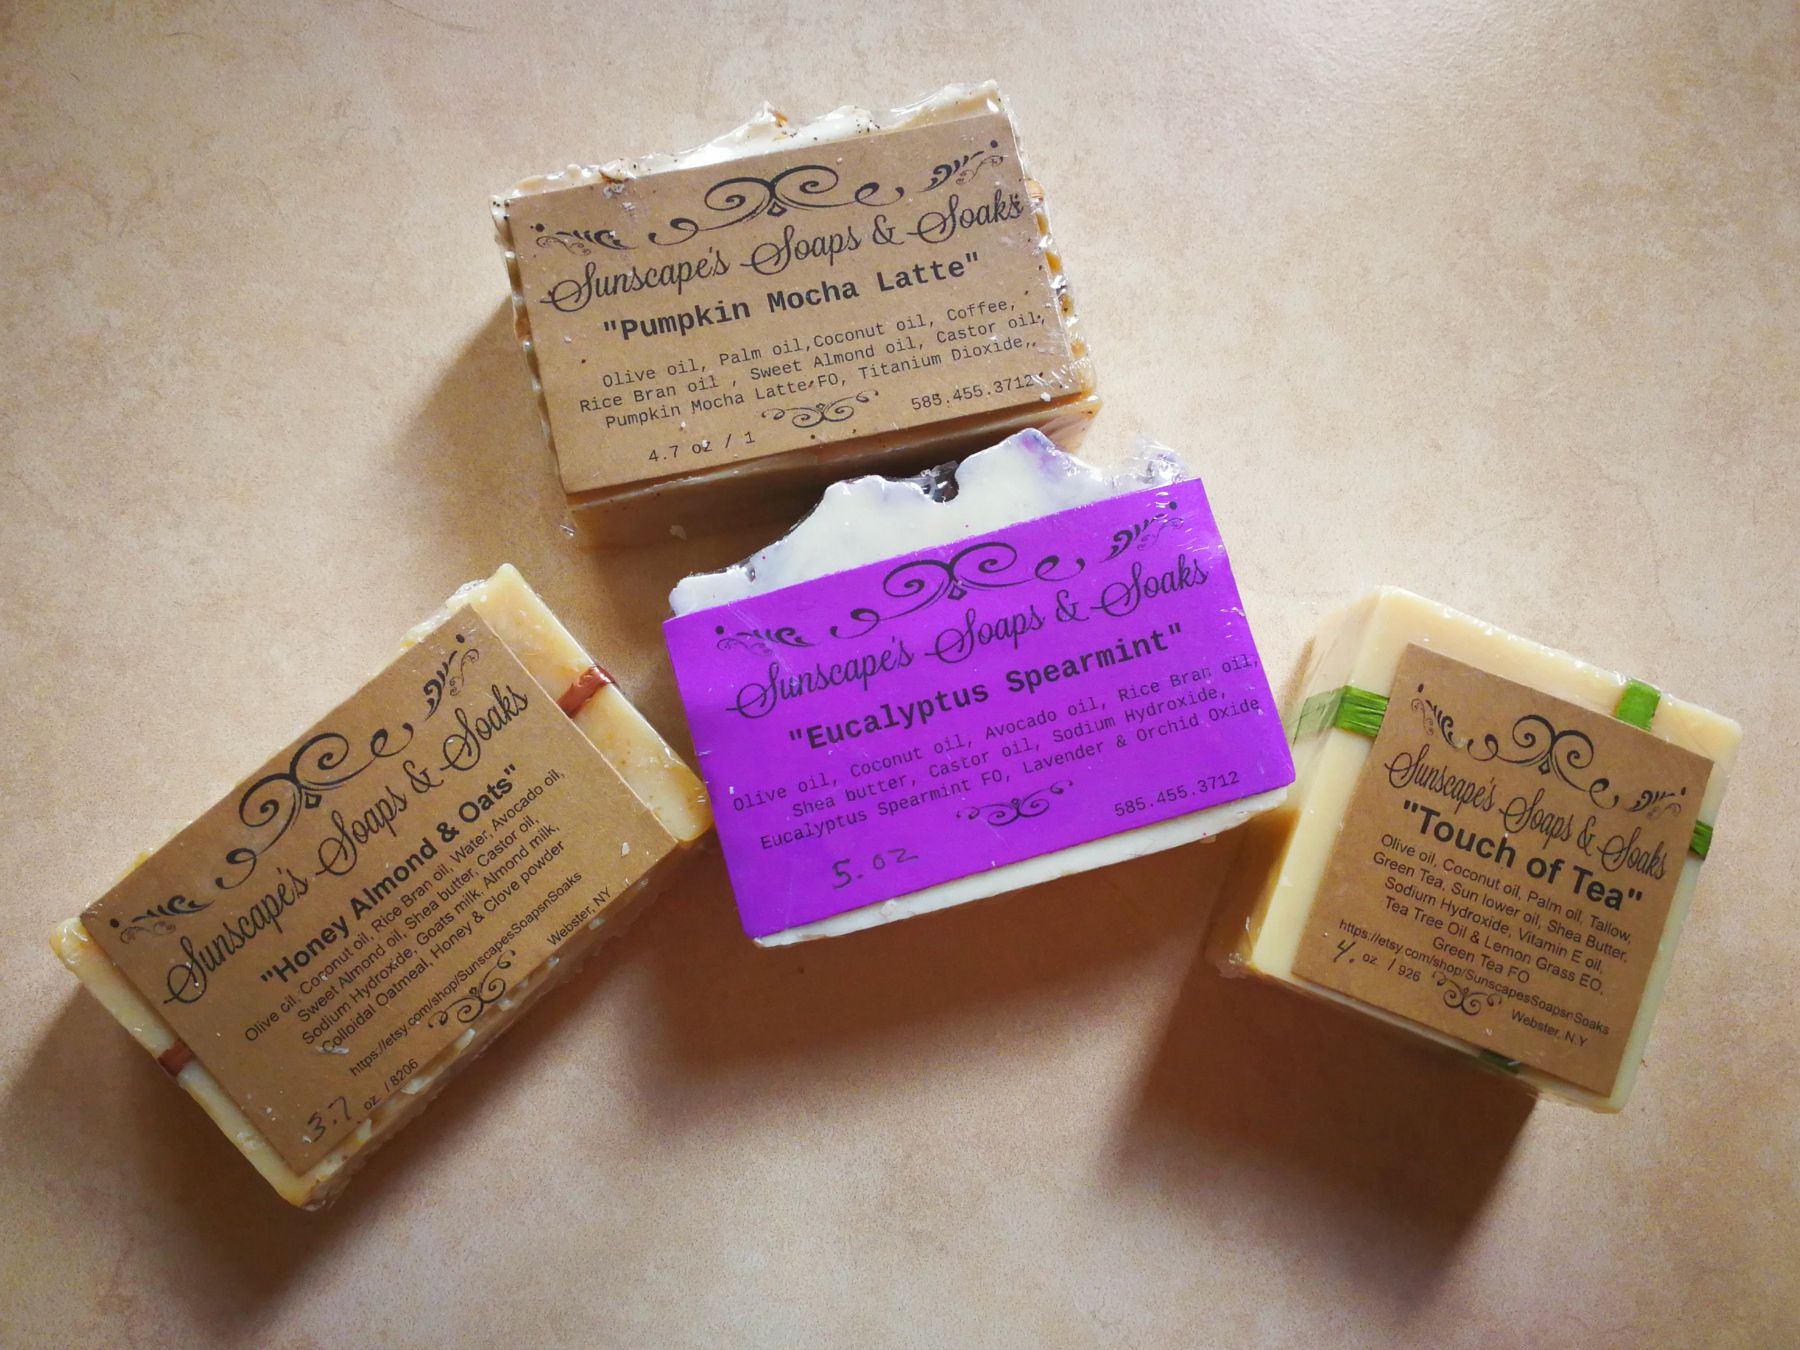 Sunscape's Soaps & Soaks
"Pumpkin Mocha Latte"
Olive oil, Palm oil,Coconut oil, Coffee,
Rice Bran oil , Sweet Almond oil, Castor oil,
Pumpkin Mocha Latte FO, Titanium Dioxide,
585.455.3712
4.7 oz / 1
Sunscape's Soaps & Soaks
"Eucalyptus Spearmint"
Olive oil, Coconut oil, Avocado oil, Rice Bran oil,
Shea butter, Castor oil, Sodium Hydroxide,
Eucalyptus Spearmint FO, Lavender & Orchid Oxide
585.455.3712
5. oz
Sunscape's Soaps & Soaks
"Honey Almond & Oats"
Olive oil, Coconut oil, Rice Bran oil, Water, Avocado oil,
Sweet Almond oil, Shea butter, Castor oil,
Sodium Hydroxide, Goats milk, Almond milk,
Colloidal Oatmeal, Honey & Clove powder
https://etsy.com/shop/SunscapesSoapsnSoaks
Webster, NY
3.7 oz / 8206
Sunscape's Soaps & Soaks
"Touch of Tea"
Olive oil, Coconut oil, Palm oil, Tallow,
Green Tea, Sun lower oil, Shea Butter,
Sodium Hydroxide, Vitamin E oil,
Tea Tree Oil & Lemon Grass EO,
Green Tea FO
https://etsy.com/shop/SunscapesSoapsnSoaks
4. oz / 926
Webster, NY